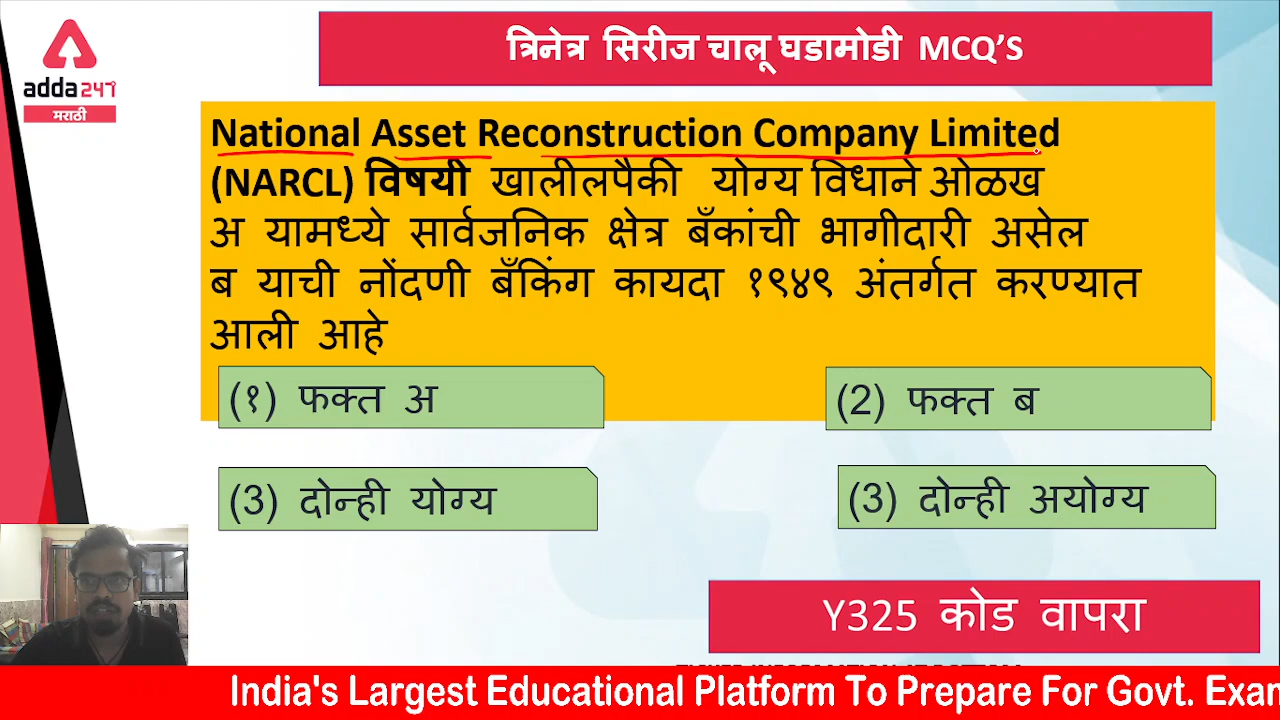 adda247
मराठी
त्रिनेत्र सिरीज चालू घडामोडी MCQ’S
National Asset Reconstruction Company Limited
(NARCL) विषयी खालीलपैकी योग्य विधाने ओळख
अ यामध्ये सार्वजनिक क्षेत्र बँकांची भागीदारी असेल
ब याची नोंदणी बँकिंग कायदा १९४९ अंतर्गत करण्यात
आली आहे
(१) फक्त अ
(2) फक्त ब
(3) दोन्ही योग्य
(3) दोन्ही अयोग्य
Y325 कोड वापरा
India's Largest Educational Platform To Prepare For Govt. Exan